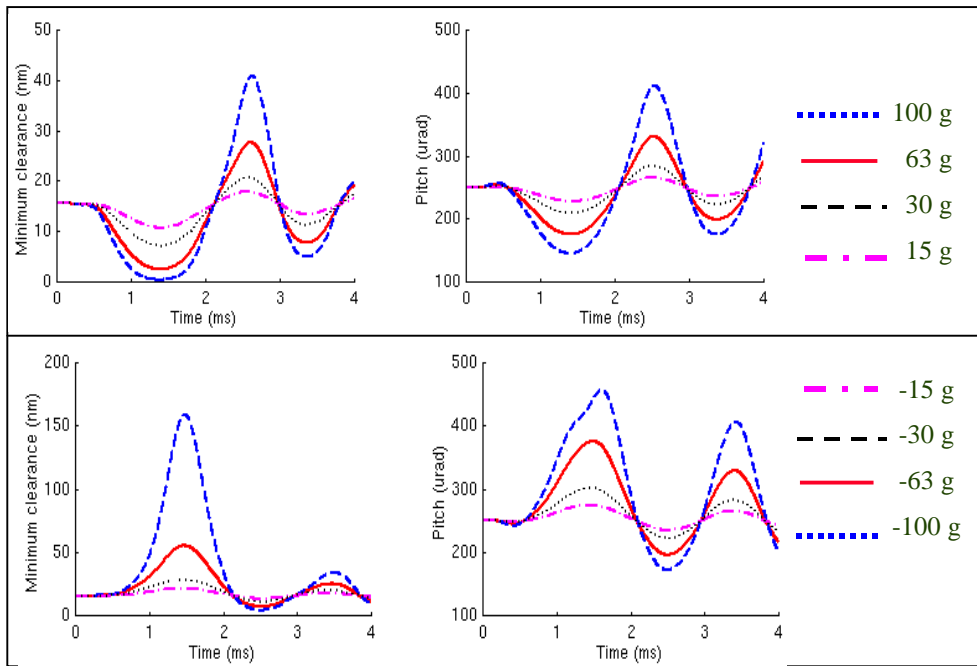 50
40
30
20
10
0
Minimum clearance (nm)
0 1 2 3 4
Time (ms)
500
400
300
200
100
Pitch (urad)
0 1 2 3 4
Time (ms)
100 g
63 g
30 g
15 g
200
150
100
50
0
Minimum clearance (nm)
0 1 2 3 4
Time (ms)
500
400
300
200
100
Pitch (urad)
0 1 2 3 4
Time (ms)
-15 g
-30 g
-63 g
-100 g